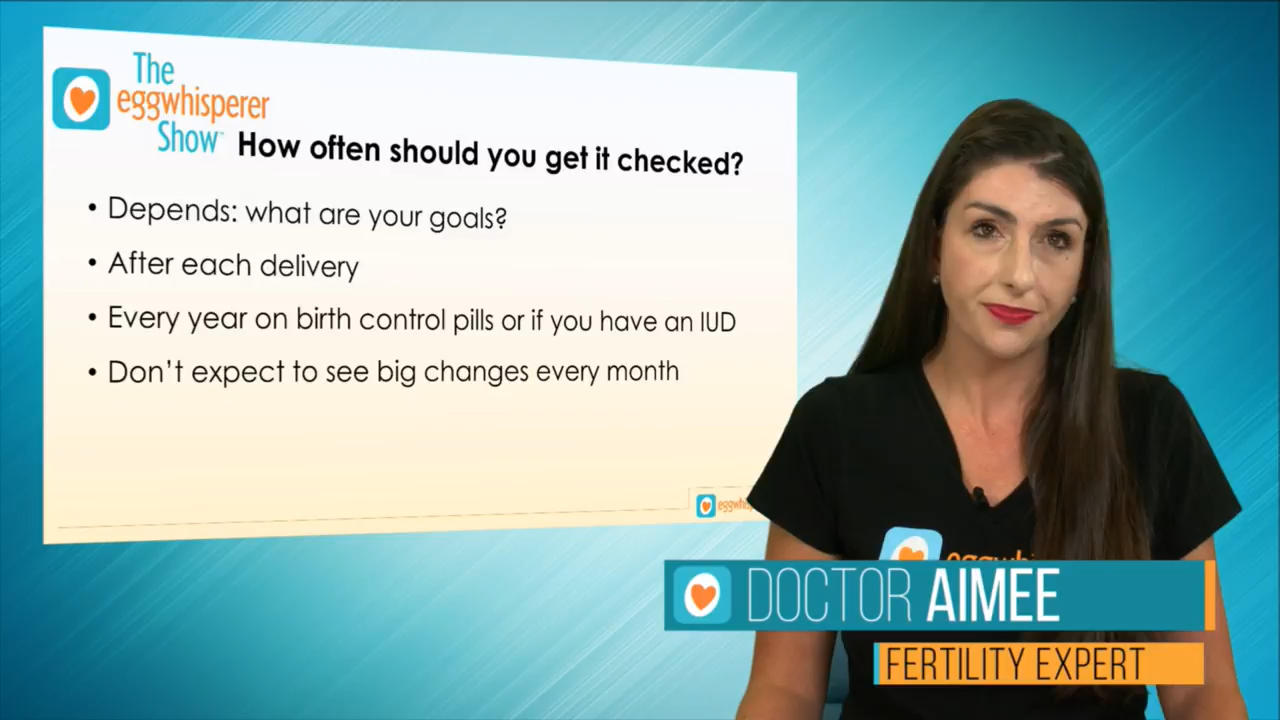 The
eggwhisperer
Show™
How often should you get it checked?
• Depends: what are your goals?
• After each delivery
• Every year on birth control pills or if you have an IUD
• Don't expect to see big changes every month
DOCTOR AIMEE
FERTILITY EXPERT